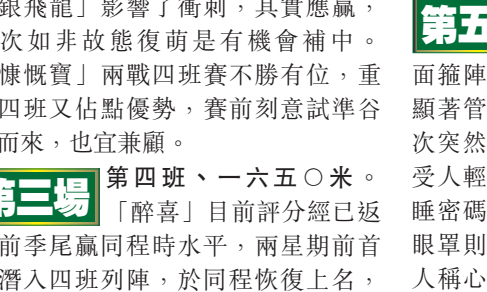 銀飛龍」影響了衝刺，其實應贏，
次如非故態復萌是有機會補中。
慷慨寶」兩戰四班賽不勝有位，重
四班又佔點優勢，賽前刻意試準谷
而來，也宜兼顧。
第三場 第四班、一六五○米。
「醉喜」目前評分經已返
前季尾贏同程時水平，兩星期前首
潛入四班列陣，於同程恢復上名，
第五
面箍陣
顯著管
次突然
受人輕
睡密碼
眼罩則
人稱心